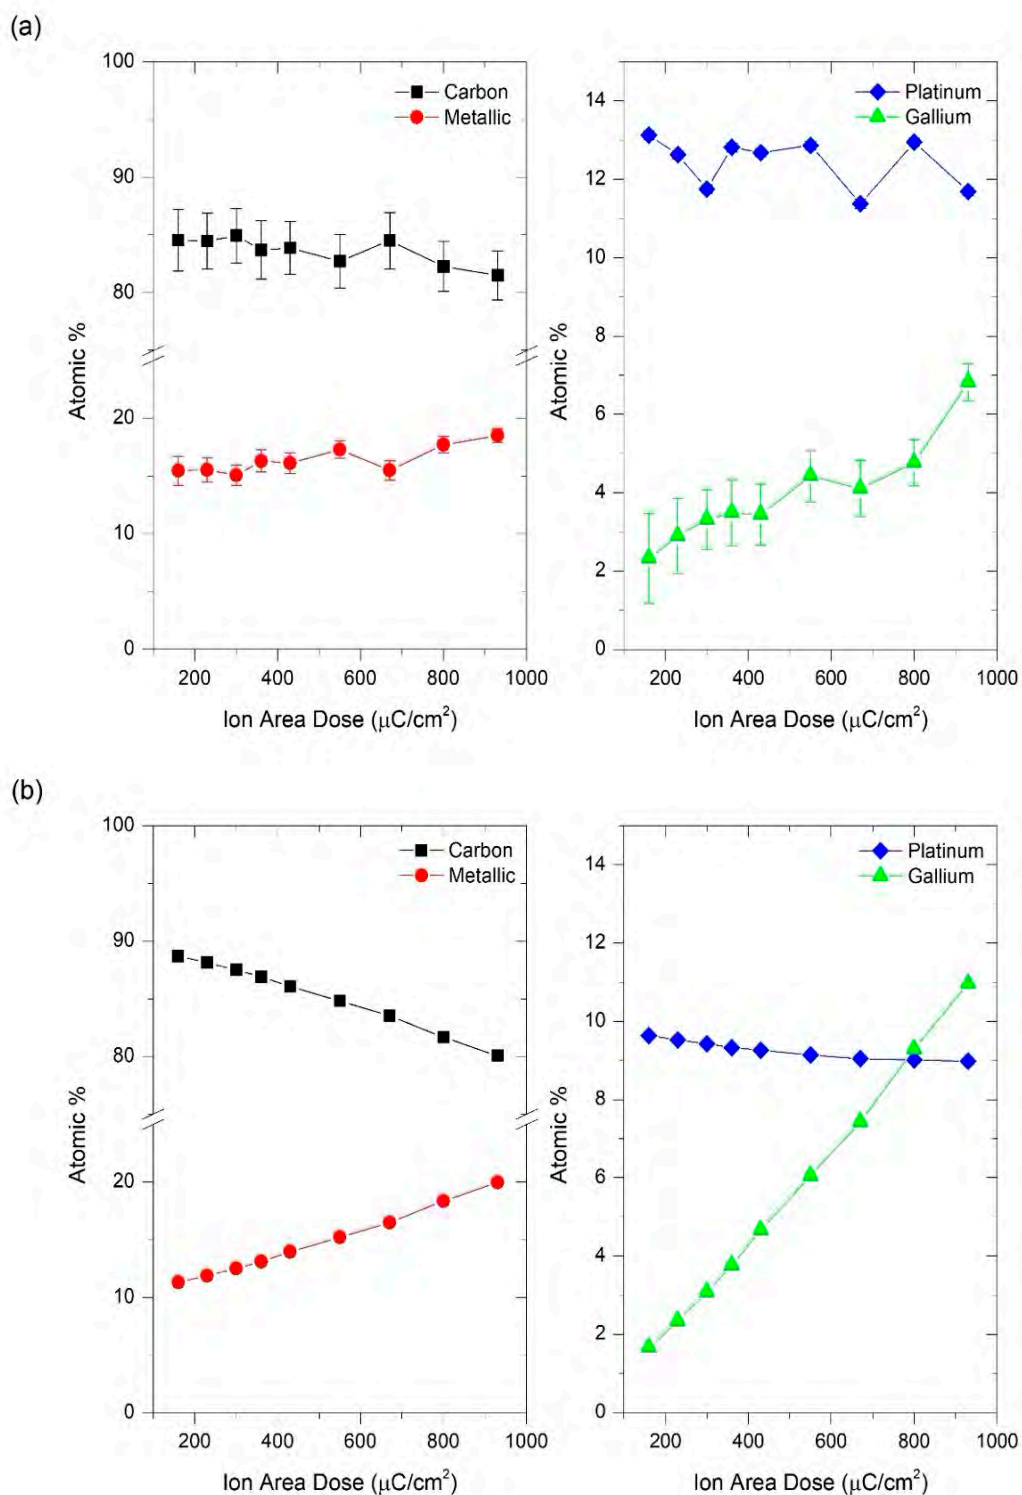 (a)
100
90
80
20
10
0
Atomic %
Carbon
Metallic
200 400 600 800 1000
Ion Area Dose (μC/cm²)
14
12
10
8
6
4
2
0
Atomic %
Platinum
Gallium
200 400 600 800 1000
Ion Area Dose (μC/cm²)
(b)
100
90
80
20
10
0
Atomic %
Carbon
Metallic
200 400 600 800 1000
Ion Area Dose (μC/cm²)
14
12
10
8
6
4
2
0
Atomic %
Platinum
Gallium
200 400 600 800 1000
Ion Area Dose (μC/cm²)